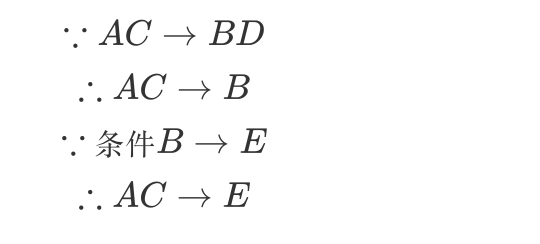 ∵ AC → BD
∴ AC → B
∵ 条件B → E
∴ AC → E